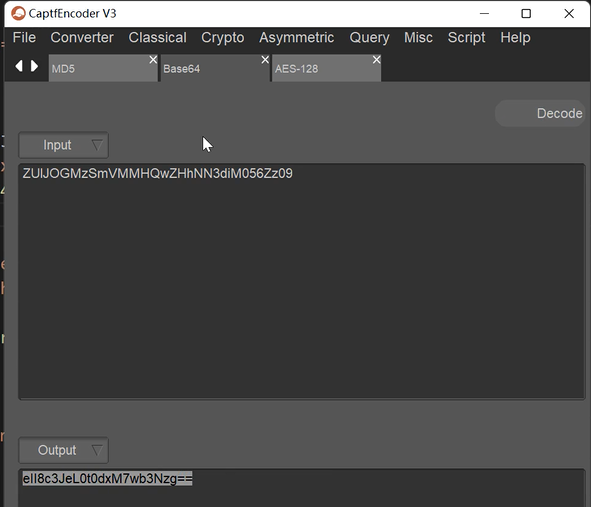 CaptfEncoder V3
File Converter Classical Crypto Asymmetric Query Misc Script Help
MD5 Base64 AES-128
Decode
Input
ZUlJOGMzSmVMMHQwZHhNN3diM056Zz09
Output
eII8c3JeL0t0dxM7wb3Nzg==